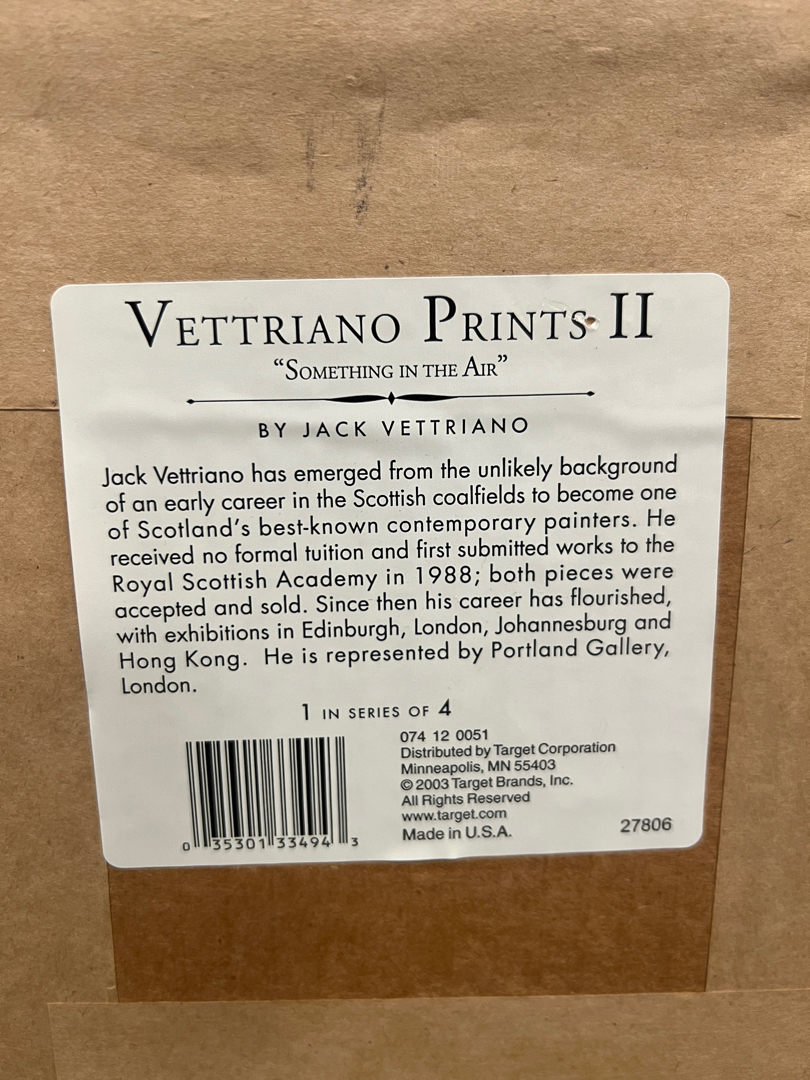 VETTRIANO PRINTS II
“SOMETHING IN THE AIR”
BY JACK VETTRIANO
Jack Vettriano has emerged from the unlikely background
of an early career in the Scottish coalfields to become one
of Scotland’s best-known contemporary painters. He
received no formal tuition and first submitted works to the
Royal Scottish Academy in 1988; both pieces were
accepted and sold. Since then his career has flourished,
with exhibitions in Edinburgh, London, Johannesburg and
Hong Kong. He is represented by Portland Gallery,
London.
1 IN SERIES OF 4
074 12 0051
Distributed by Target Corporation
Minneapolis, MN 55403
© 2003 Target Brands, Inc.
All Rights Reserved
www.target.com
Made in U.S.A.
27806
0 35301 33494 3